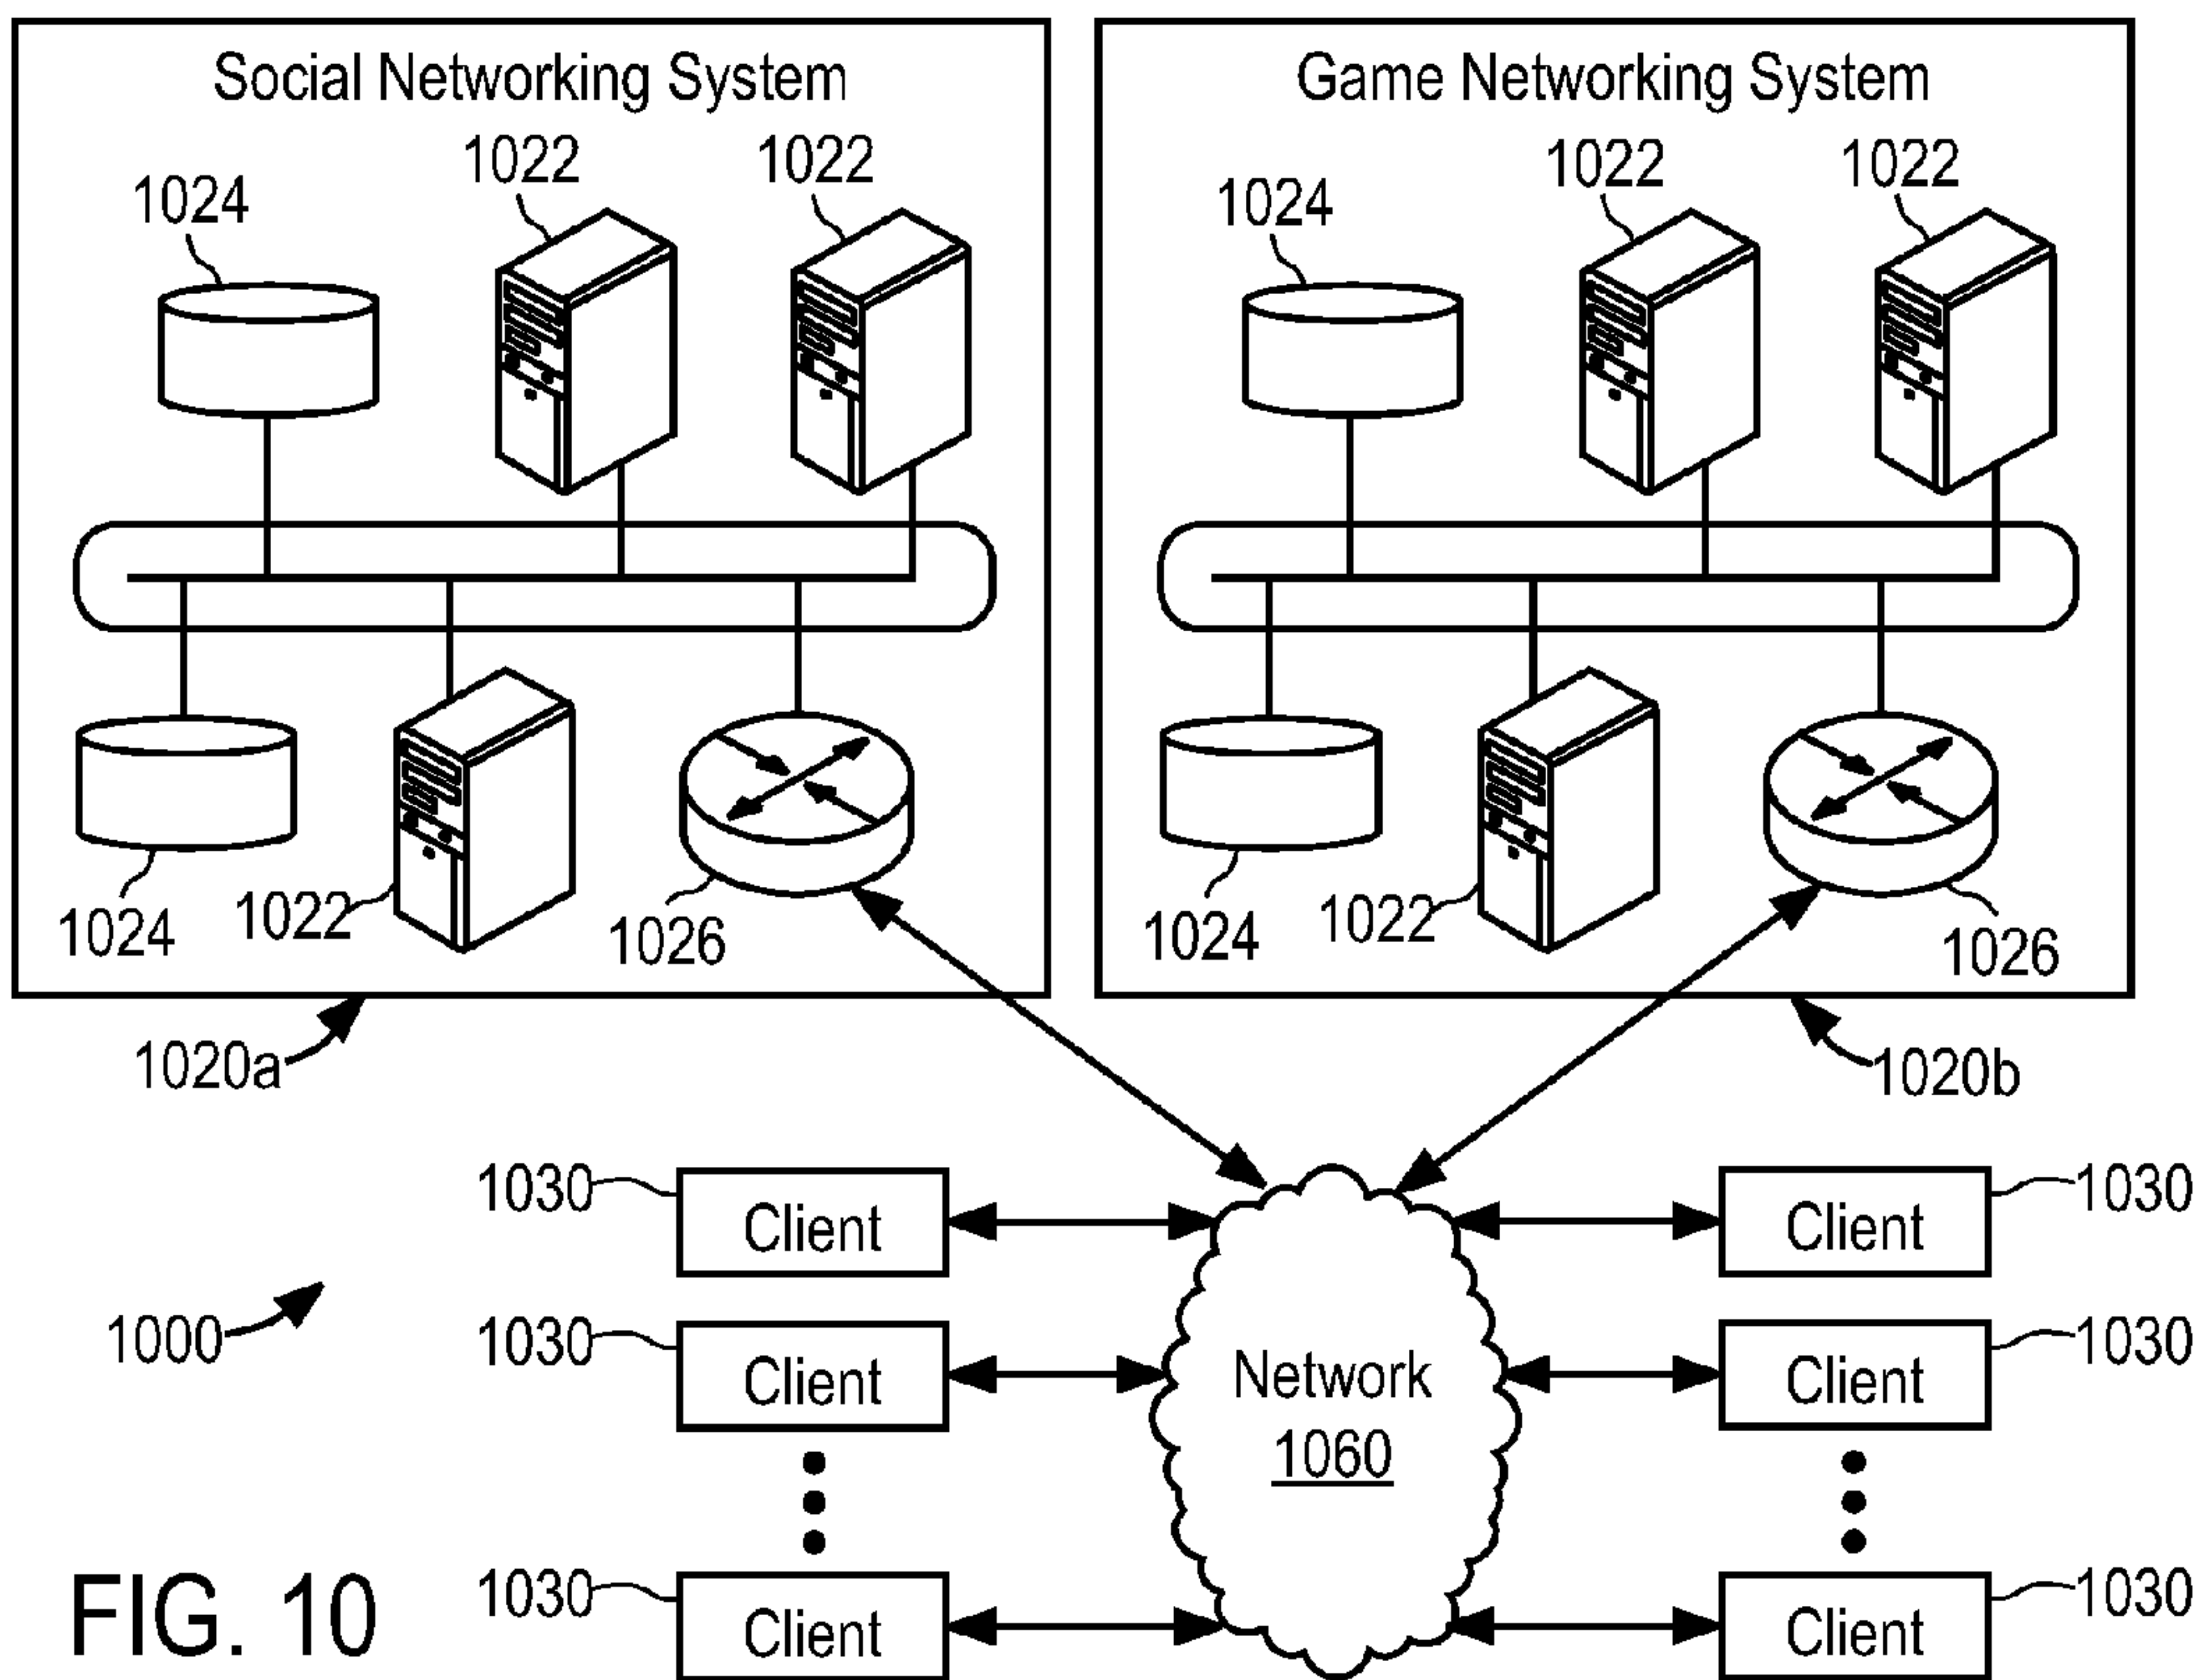 Social Networking System
Game Networking System
1022 1022
1024
1022 1022
1024
1024
1022
1026
1024
1022
1026
1020a
1020b
1030 Client
Client 1030
1000
1030 Client
Network
1060
Client 1030
1030 Client
Client 1030
FIG. 10